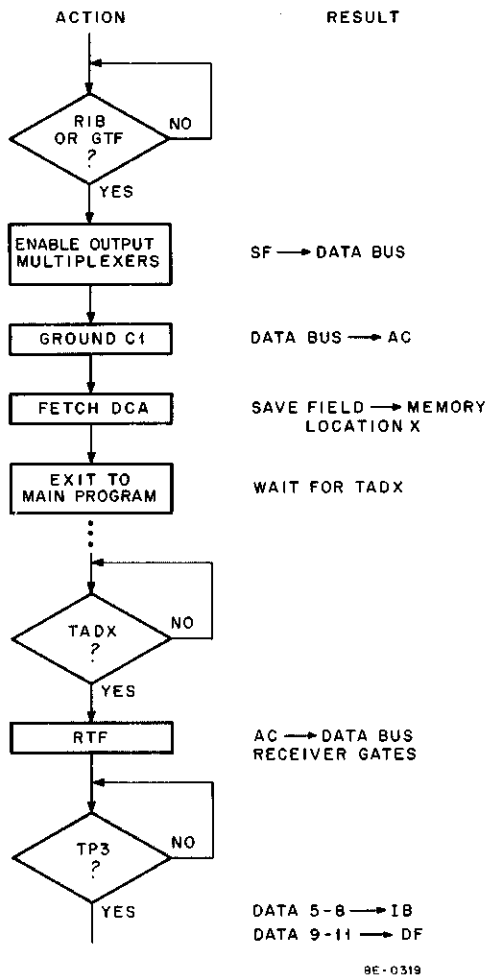 ACTION RESULT
RIB
OR GTF
?
NO
YES
ENABLE OUTPUT
MULTIPLEXERS
SF → DATA BUS
GROUND C1
DATA BUS → AC
FETCH DCA
SAVE FIELD → MEMORY
LOCATION X
EXIT TO
MAIN PROGRAM
WAIT FOR TADX
TADX
?
NO
YES
RTF
AC → DATA BUS
RECEIVER GATES
TP3
?
NO
YES
DATA 5-8 → IB
DATA 9-11 → DF
8E-0319